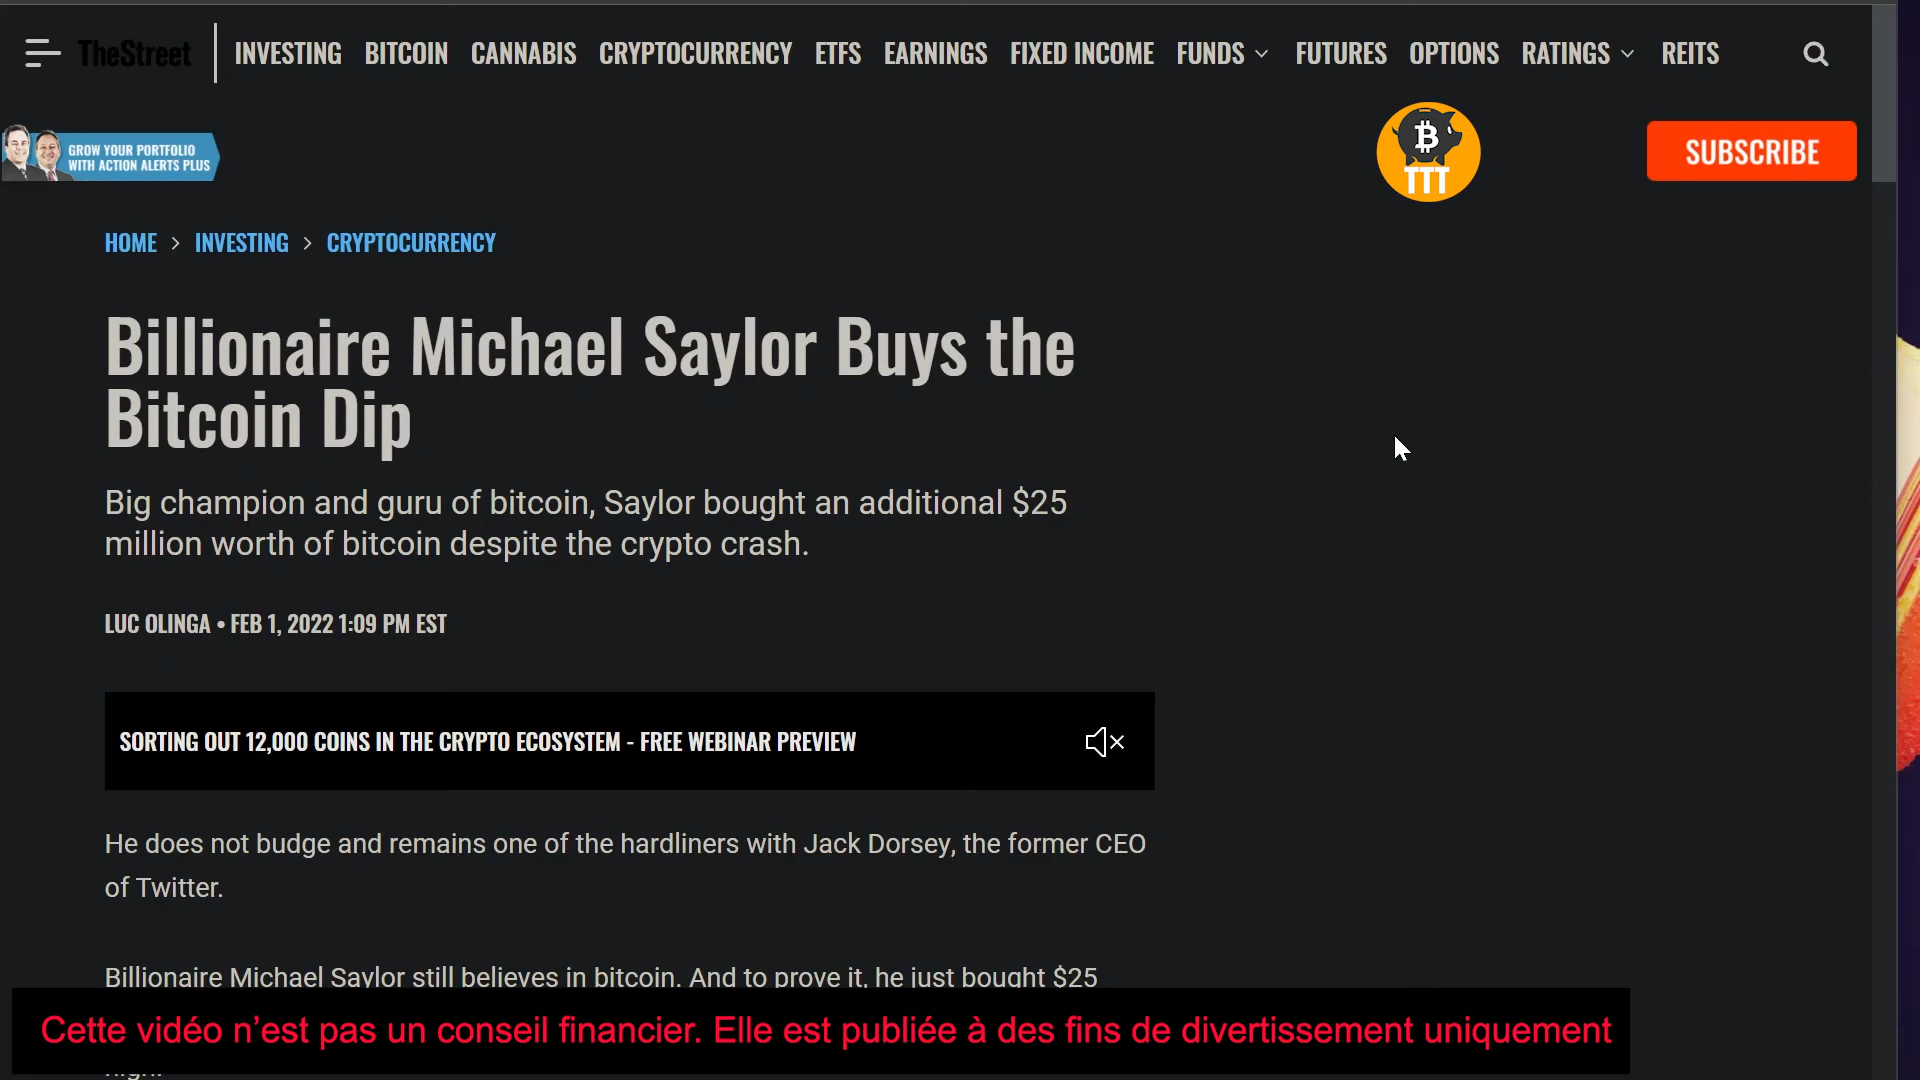 TheStreet INVESTING BITCOIN CANNABIS CRYPTOCURRENCY ETFS EARNINGS FIXED INCOME FUNDS FUTURES OPTIONS RATINGS REITS
GROW YOUR PORTFOLIO
WITH ACTION ALERTS PLUS
TTT
SUBSCRIBE
HOME > INVESTING > CRYPTOCURRENCY
Billionaire Michael Saylor Buys the
Bitcoin Dip
Big champion and guru of bitcoin, Saylor bought an additional $25
million worth of bitcoin despite the crypto crash.
LUC OLINGA • FEB 1, 2022 1:09 PM EST
SORTING OUT 12,000 COINS IN THE CRYPTO ECOSYSTEM - FREE WEBINAR PREVIEW
He does not budge and remains one of the hardliners with Jack Dorsey, the former CEO
of Twitter.
Billionaire Michael Saylor still believes in bitcoin. And to prove it, he just bought $25
Cette vidéo n’est pas un conseil financier. Elle est publiée à des fins de divertissement uniquement